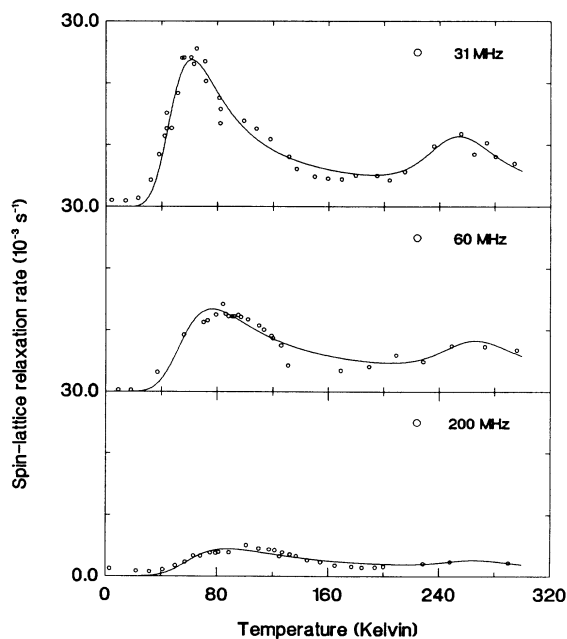 30.0
31 MHz
30.0
60 MHz
30.0
200 MHz
0.0
0 80 160 240 320
Temperature (Kelvin)
Spin-lattice relaxation rate (10⁻³ s⁻¹)